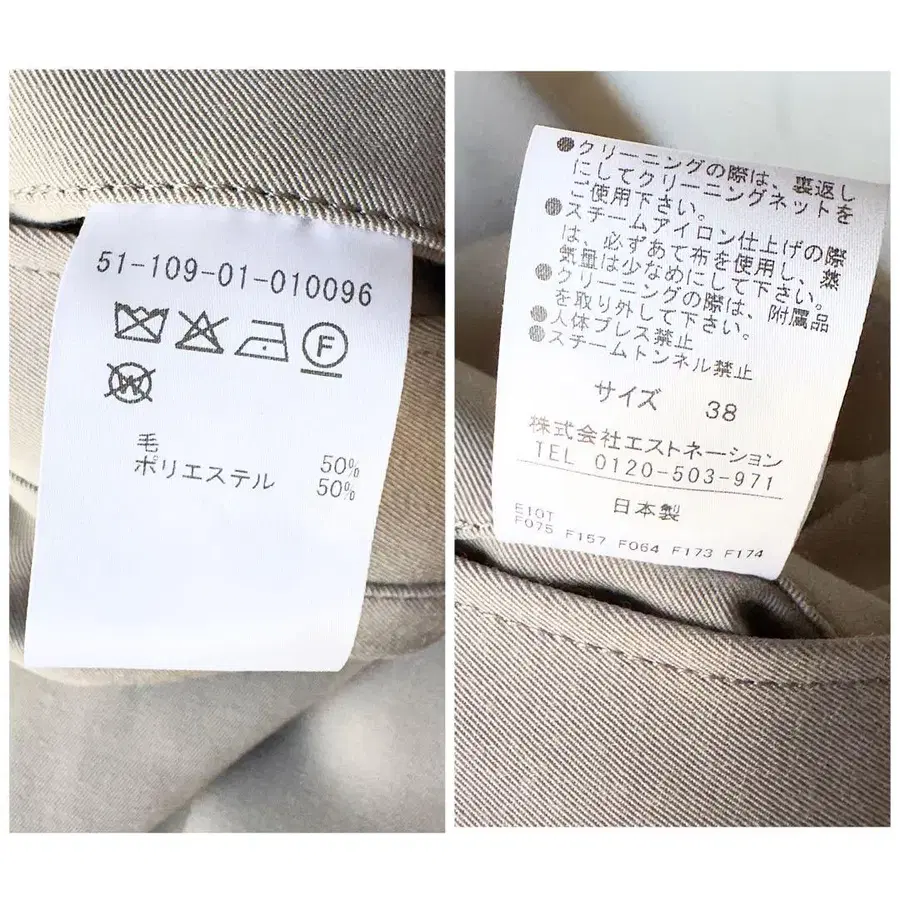 51-109-01-010096
F
W
毛 50%
ポリエステル 50%
●クリーニングの際は、裏返し
にしてクリーニングネットを
ご使用下さい。
●スチームアイロン仕上げの際
は、必ずあて布を使用し、蒸
気量は少なめにして下さい。
●クリーニングの際は、附属品
を取り外して下さい。
●人体プレス禁止
●スチームトンネル禁止
サイズ 38
株式会社エストネーション
TEL 0120-503-971
日本製
E10T
F075 F157 F064 F173 F174